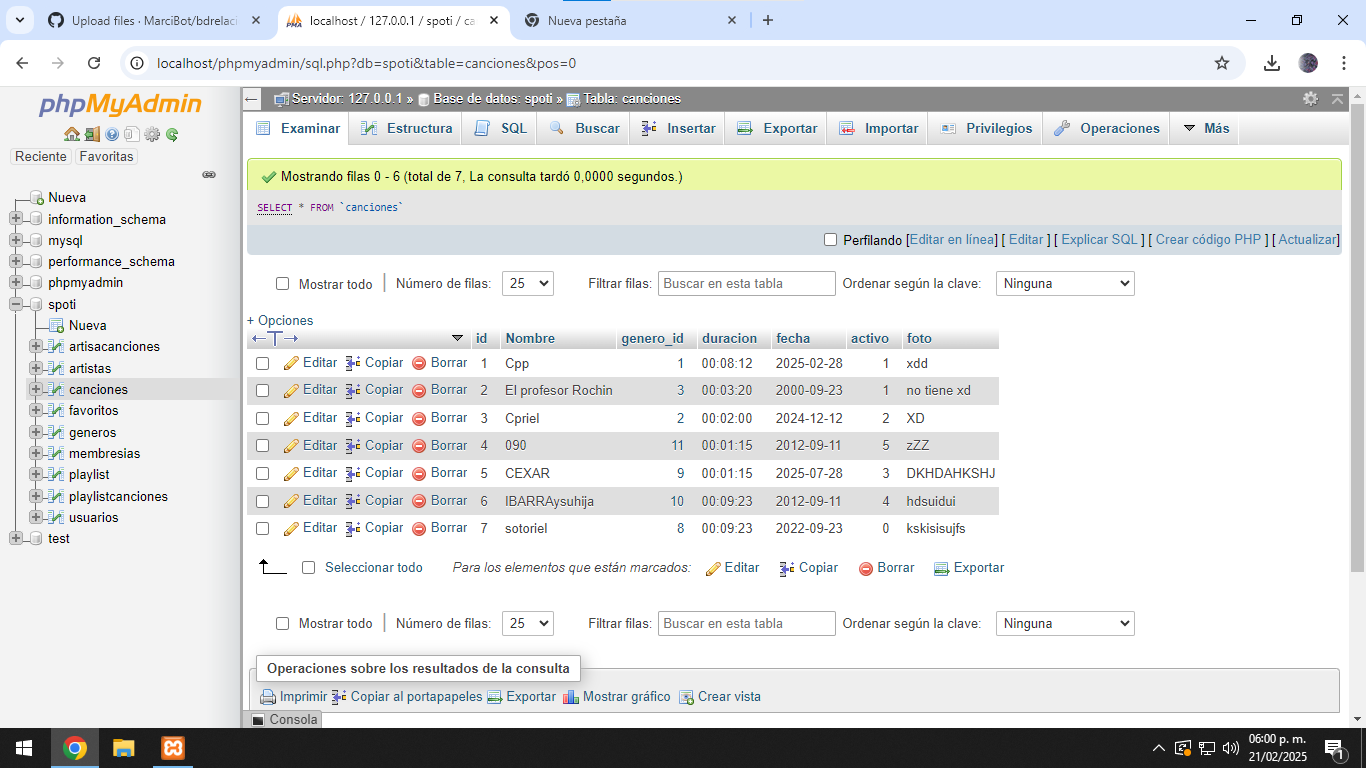 Upload files · MarciBot/bdrelaci
localhost / 127.0.0.1 / spoti / ca
Nueva pestaña
localhost/phpmyadmin/sql.php?db=spoti&table=canciones&pos=0
phpMyAdmin
Reciente Favoritas
Nueva
information_schema
mysql
performance_schema
phpmyadmin
spoti
Nueva
artisacanciones
artistas
canciones
favoritos
generos
membresias
playlist
playlistcanciones
usuarios
test
Servidor: 127.0.0.1 » Base de datos: spoti » Tabla: canciones
Examinar Estructura SQL Buscar Insertar Exportar Importar Privilegios Operaciones Más
Mostrando filas 0 - 6 (total de 7, La consulta tardó 0,0000 segundos.)
SELECT * FROM `canciones`
Perfilando [Editar en línea] [ Editar ] [ Explicar SQL ] [ Crear código PHP ] [ Actualizar]
Mostrar todo Número de filas: 25 Filtrar filas: Buscar en esta tabla Ordenar según la clave: Ninguna
+ Opciones
id Nombre genero_id duracion fecha activo foto
Editar Copiar Borrar 1 Cpp 1 00:08:12 2025-02-28 1 xdd
Editar Copiar Borrar 2 El profesor Rochin 3 00:03:20 2000-09-23 1 no tiene xd
Editar Copiar Borrar 3 Cpriel 2 00:02:00 2024-12-12 2 XD
Editar Copiar Borrar 4 090 11 00:01:15 2012-09-11 5 zZZ
Editar Copiar Borrar 5 CEXAR 9 00:01:15 2025-07-28 3 DKHDAHKSHJ
Editar Copiar Borrar 6 IBARRAysuhija 10 00:09:23 2012-09-11 4 hdsuidui
Editar Copiar Borrar 7 sotoriel 8 00:09:23 2022-09-23 0 kskisisujfs
Seleccionar todo Para los elementos que están marcados: Editar Copiar Borrar Exportar
Mostrar todo Número de filas: 25 Filtrar filas: Buscar en esta tabla Ordenar según la clave: Ninguna
Operaciones sobre los resultados de la consulta
Imprimir Copiar al portapapeles Exportar Mostrar gráfico Crear vista
Consola
06:00 p. m.
21/02/2025
1